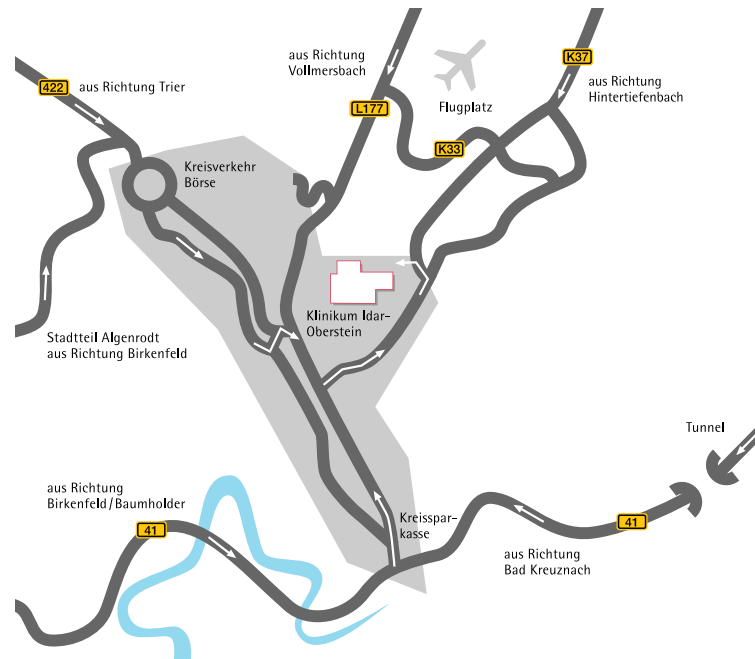 aus Richtung
Vollmersbach
K37
aus Richtung
Hintertiefenbach
422
aus Richtung Trier
L177
Flugplatz
K33
Kreisverkehr
Börse
Klinikum Idar-
Oberstein
Stadtteil Algenrodt
aus Richtung Birkenfeld
Tunnel
aus Richtung
Birkenfeld/Baumholder
41
Kreisspar-
kasse
41
aus Richtung
Bad Kreuznach